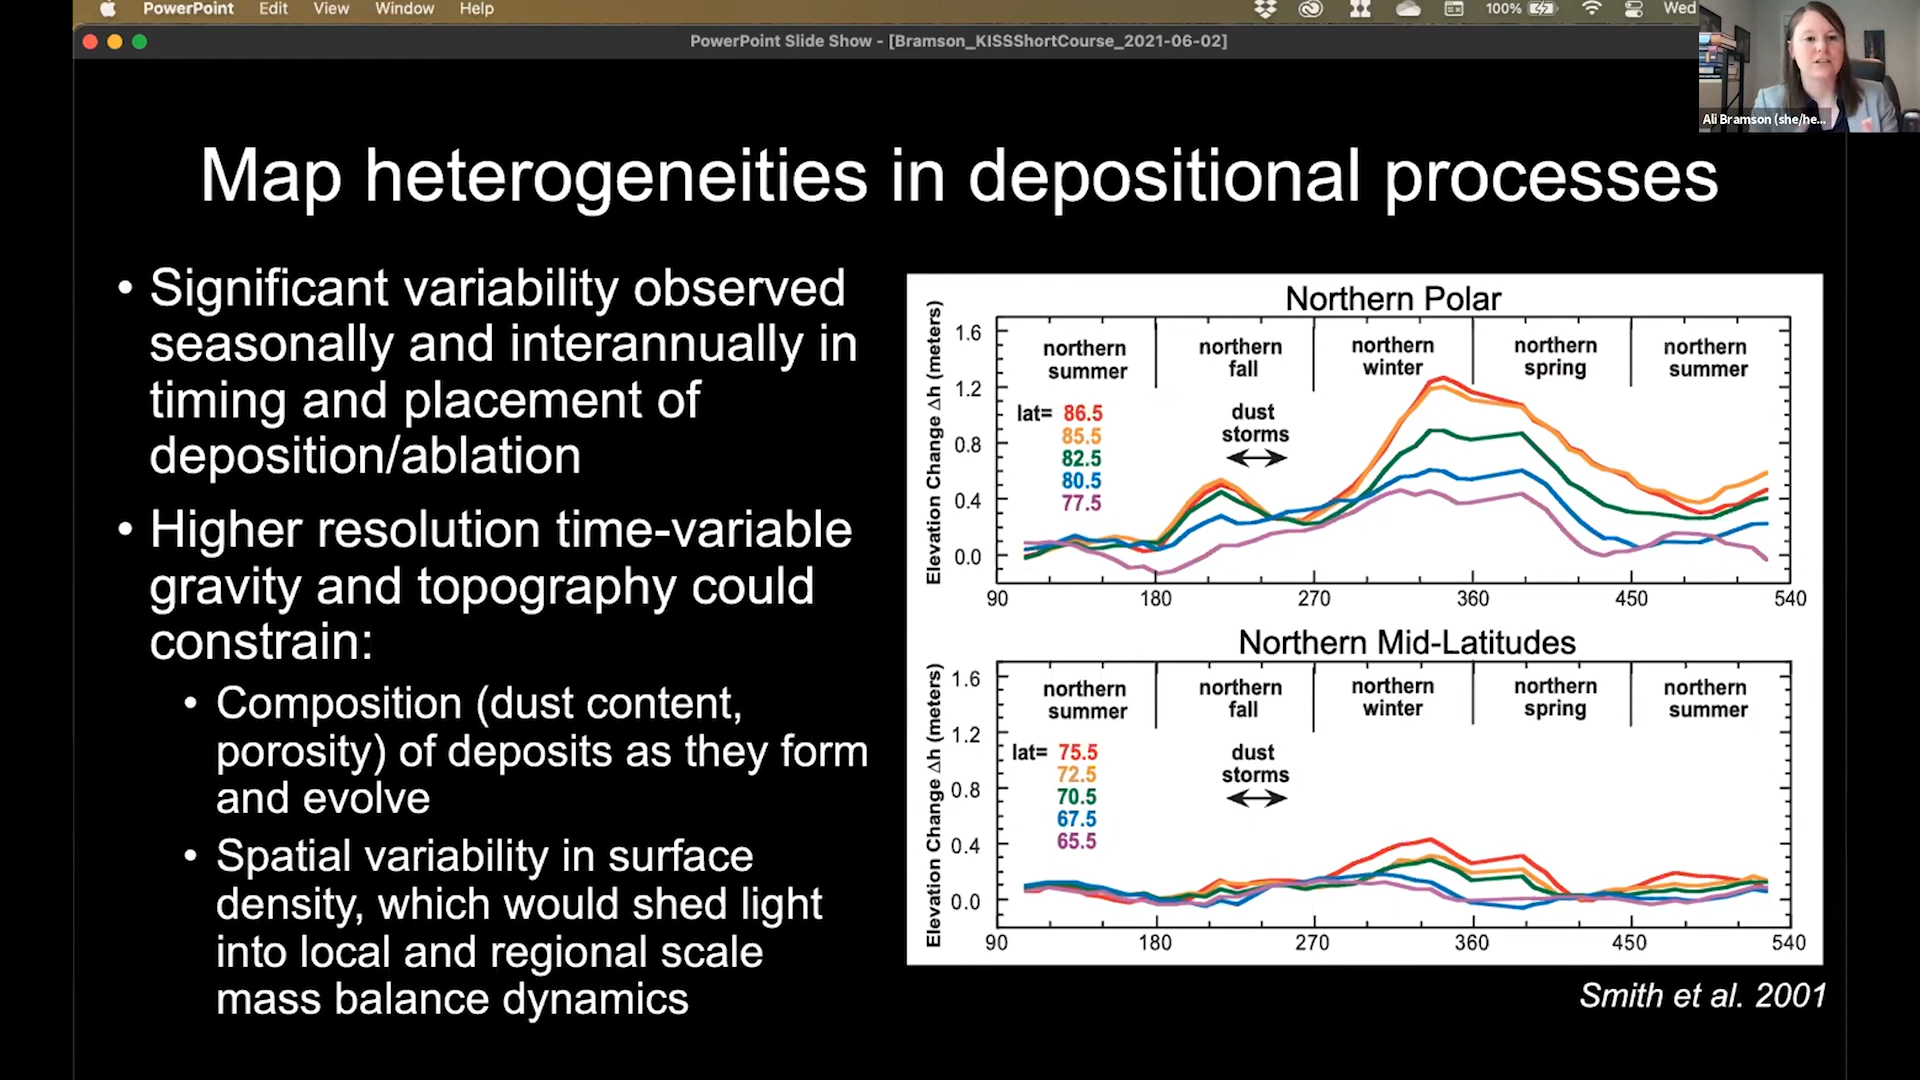 PowerPoint Edit View Window Help 100% Wed
PowerPoint Slide Show - [Bramson_KISSShortCourse_2021-06-02]
Ali Bramson (she/he...
Map heterogeneities in depositional processes
• Significant variability observed
seasonally and interannually in
timing and placement of
deposition/ablation
• Higher resolution time-variable
gravity and topography could
constrain:
• Composition (dust content,
porosity) of deposits as they form
and evolve
• Spatial variability in surface
density, which would shed light
into local and regional scale
mass balance dynamics
Northern Polar
Elevation Change Δh (meters)
1.6
1.2
0.8
0.4
0.0
northern summer
northern fall
northern winter
northern spring
northern summer
lat= 86.5
85.5
82.5
80.5
77.5
dust
storms
90 180 270 360 450 540
Northern Mid-Latitudes
Elevation Change Δh (meters)
1.6
1.2
0.8
0.4
0.0
northern summer
northern fall
northern winter
northern spring
northern summer
lat= 75.5
72.5
70.5
67.5
65.5
dust
storms
90 180 270 360 450 540
Smith et al. 2001